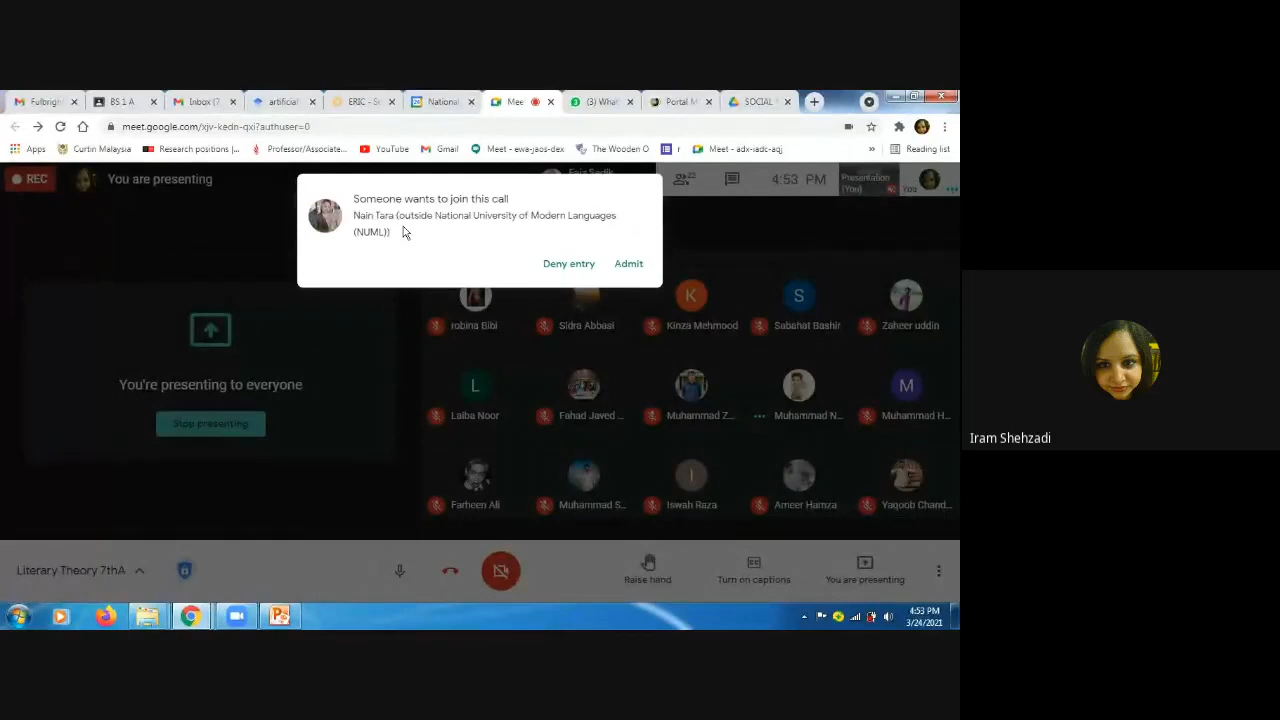 Fulbrigh
BS 1 A
Inbox (7
artificial
ERIC - S
National
Mee
(3) What
Portal M
SOCIAL
meet.google.com/xjv-kedn-qxi?authuser=0
Apps
Curtin Malaysia
Research positions |...
Professor/Associate...
YouTube
Gmail
Meet - ewa-jaos-dex
The Wooden O
r
Meet - adx-iadc-aqj
»
Reading list
REC
You are presenting
22
4:53 PM
Presentation
(You)
You
Someone wants to join this call
Nain Tara (outside National University of Modern Languages
(NUML))
Deny entry
Admit
You're presenting to everyone
Stop presenting
robina Bibi
Sidra Abbasi
K
Kinza Mehmood
S
Sabahat Bashir
Zaheer uddin
L
Laiba Noor
Fahad Javed ...
Muhammad Z...
Muhammad N...
M
Muhammad H...
Farheen Ali
Muhammad S...
I
Iswah Raza
Ameer Hamza
Yaqoob Chand...
Iram Shehzadi
Literary Theory 7thA
Raise hand
Turn on captions
You are presenting
4:53 PM
3/24/2021